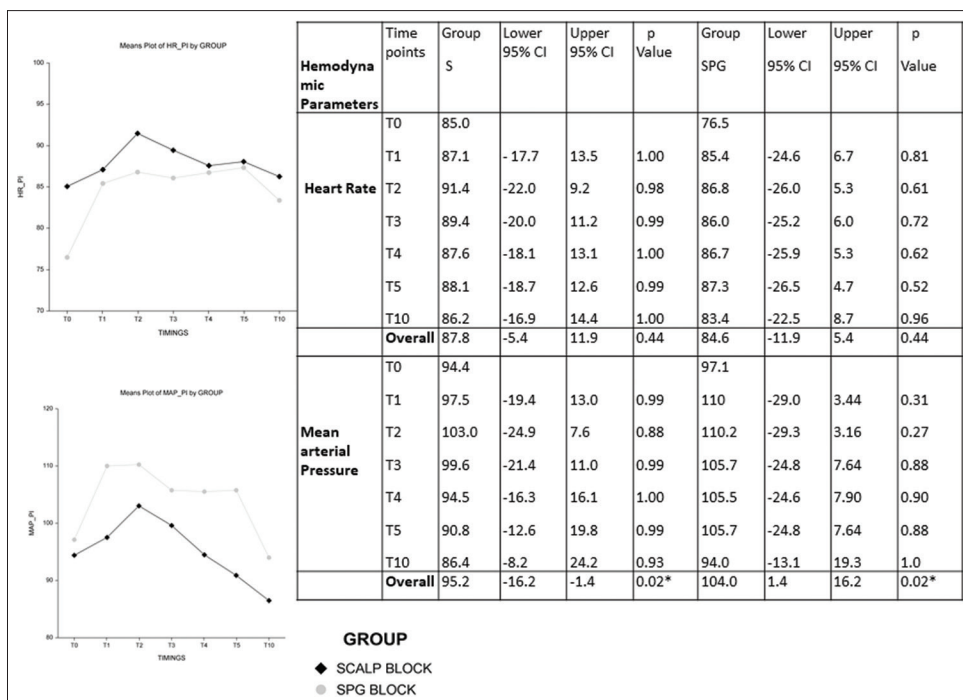 Means Plot of HR_PI by GROUP
100
95
90
85
80
75
70
HR_PI
T0 T1 T2 T3 T4 T5 T10
TIMINGS
Means Plot of MAP_PI by GROUP
120
110
100
90
80
MAP_PI
T0 T1 T2 T3 T4 T5 T10
TIMINGS
Hemodyna
mic
Parameters
Time
points
Group
S
Lower
95% CI
Upper
95% CI
p
Value
Group
SPG
Lower
95% CI
Upper
95% CI
p
Value
Heart Rate
T0 85.0 76.5
T1 87.1 - 17.7 13.5 1.00 85.4 -24.6 6.7 0.81
T2 91.4 -22.0 9.2 0.98 86.8 -26.0 5.3 0.61
T3 89.4 -20.0 11.2 0.99 86.0 -25.2 6.0 0.72
T4 87.6 -18.1 13.1 1.00 86.7 -25.9 5.3 0.62
T5 88.1 -18.7 12.6 0.99 87.3 -26.5 4.7 0.52
T10 86.2 -16.9 14.4 1.00 83.4 -22.5 8.7 0.96
Overall 87.8 -5.4 11.9 0.44 84.6 -11.9 5.4 0.44
Mean
arterial
Pressure
T0 94.4 97.1
T1 97.5 -19.4 13.0 0.99 110 -29.0 3.44 0.31
T2 103.0 -24.9 7.6 0.88 110.2 -29.3 3.16 0.27
T3 99.6 -21.4 11.0 0.99 105.7 -24.8 7.64 0.88
T4 94.5 -16.3 16.1 1.00 105.5 -24.6 7.90 0.90
T5 90.8 -12.6 19.8 0.99 105.7 -24.8 7.64 0.88
T10 86.4 -8.2 24.2 0.93 94.0 -13.1 19.3 1.0
Overall 95.2 -16.2 -1.4 0.02* 104.0 1.4 16.2 0.02*
GROUP
SCALP BLOCK
SPG BLOCK